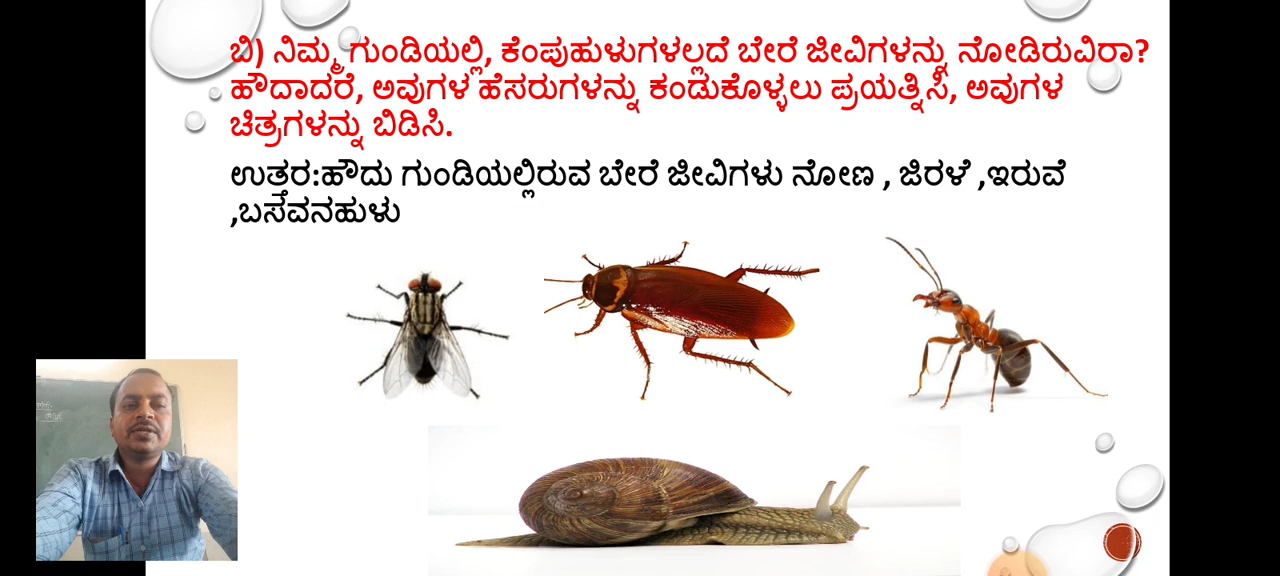 ಬಿ) ನಿಮ್ಮ ಗುಂಡಿಯಲ್ಲಿ, ಕೆಂಪುಹುಳುಗಳಲ್ಲದೆ ಬೇರೆ ಜೀವಿಗಳನ್ನು ನೋಡಿರುವಿರಾ?
ಹೌದಾದರೆ, ಅವುಗಳ ಹೆಸರುಗಳನ್ನು ಕಂಡುಕೊಳ್ಳಲು ಪ್ರಯತ್ನಿಸಿ, ಅವುಗಳ
ಚಿತ್ರಗಳನ್ನು ಬಿಡಿಸಿ.
ಉತ್ತರ:ಹೌದು ಗುಂಡಿಯಲ್ಲಿರುವ ಬೇರೆ ಜೀವಿಗಳು ನೋಣ , ಜಿರಳೆ ,ಇರುವೆ
,ಬಸವನಹುಳು